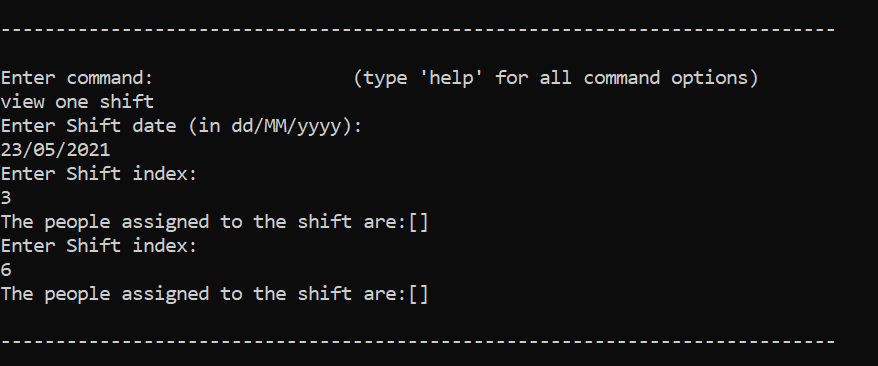 ----------------------------------------------------------------------------
Enter command:                  (type 'help' for all command options)
view one shift
Enter Shift date (in dd/MM/yyyy):
23/05/2021
Enter Shift index:
3
The people assigned to the shift are:[]
Enter Shift index:
6
The people assigned to the shift are:[]
----------------------------------------------------------------------------